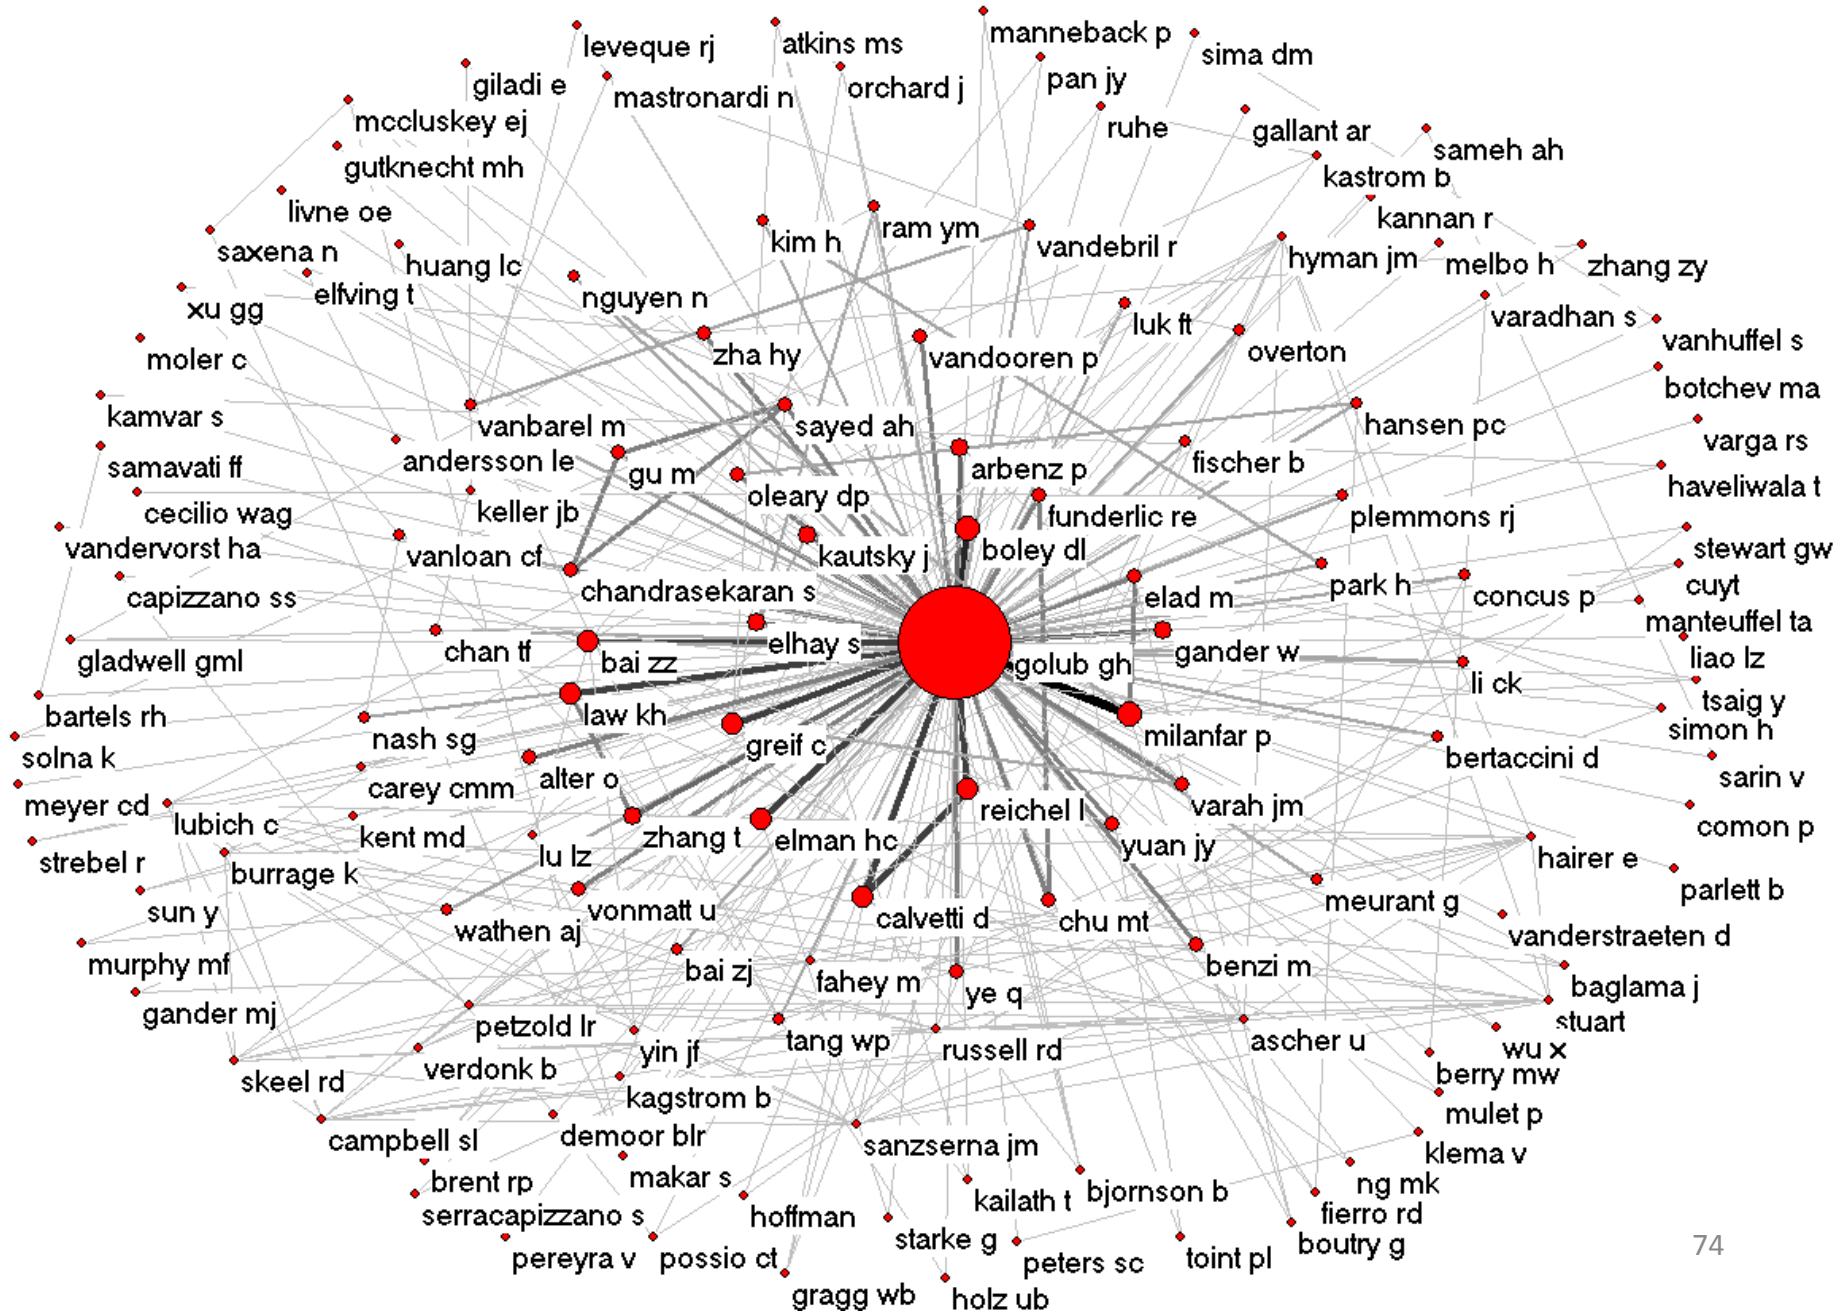 leveque rj
atkins ms
manneback p
sima dm
giladi e
mastronardi n
orchard j
pan jy
mccluskey ej
ruhe
gallant ar
sameh ah
gutknecht mh
kastrom b
livne oe
kannan r
saxena n
huang lc
kim h
ram ym
vandebril r
hyman jm
melbo h
zhang zy
elfving t
nguyen n
xu gg
luk ft
varadhan s
vanhuffel s
moler c
zha hy
vandooren p
overton
botchev ma
kamvar s
vanbarel m
sayed ah
hansen pc
varga rs
samavati ff
andersson le
gu m
oleary dp
arbenz p
fischer b
haveliwala t
cecilio wag
keller jb
funderlic re
plemmons rj
vandervorst ha
vanloan cf
kautsky j
boley dl
stewart gw
capizzano ss
chandrasekaran s
elad m
park h
concus p
cuyt
manteuffel ta
gladwell gml
chan tf
bai zz
elhay s
golub gh
gander w
liao lz
li ck
tsaig y
bartels rh
nash sg
law kh
greif c
milanfar p
bertaccini d
simon h
solna k
alter o
sarin v
meyer cd
carey cmm
reichel l
varah jm
lubich c
kent md
zhang t
elman hc
yuan jy
comon p
strebel r
burrage k
lu lz
hairer e
sun y
vonmatt u
calvetti d
chu mt
meurant g
parlett b
wathen aj
murphy mf
bai zj
fahey m
ye q
benzi m
vanderstraeten d
gander mj
petzold lr
baglama j
stuart
skeel rd
verdonk b
yin jf
tang wp
russell rd
ascher u
wu x
kagstrom b
berry mw
campbell sl
demoor blr
sanzserna jm
mulet p
brent rp
makar s
klema v
serracapizzano s
hoffman
kailath t
bjornson b
ng mk
fierro rd
pereyra v
possio ct
starke g
peters sc
toint pl
boutry g
gragg wb
holz ub
74